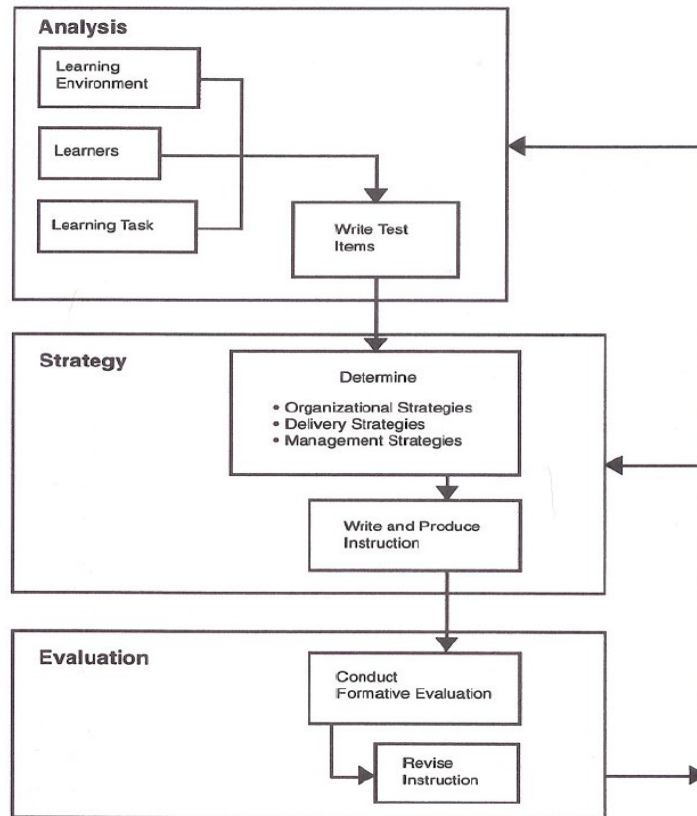 Analysis
Learning
Environment
Learners
Learning Task
Write Test
Items
Strategy
Determine
• Organizational Strategies
• Delivery Strategies
• Management Strategies
Write and Produce
Instruction
Evaluation
Conduct
Formative Evaluation
Revise
Instruction